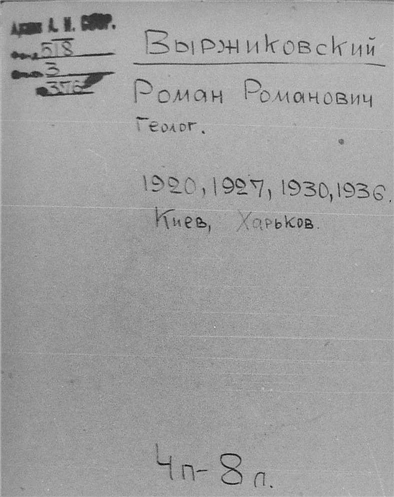 Архив А. Н. СССР.
518
3
376
Выржиковский
Роман Романович
Геолог.
1920, 1927, 1930, 1936.
Киев, Харьков.
4п – 8 л.